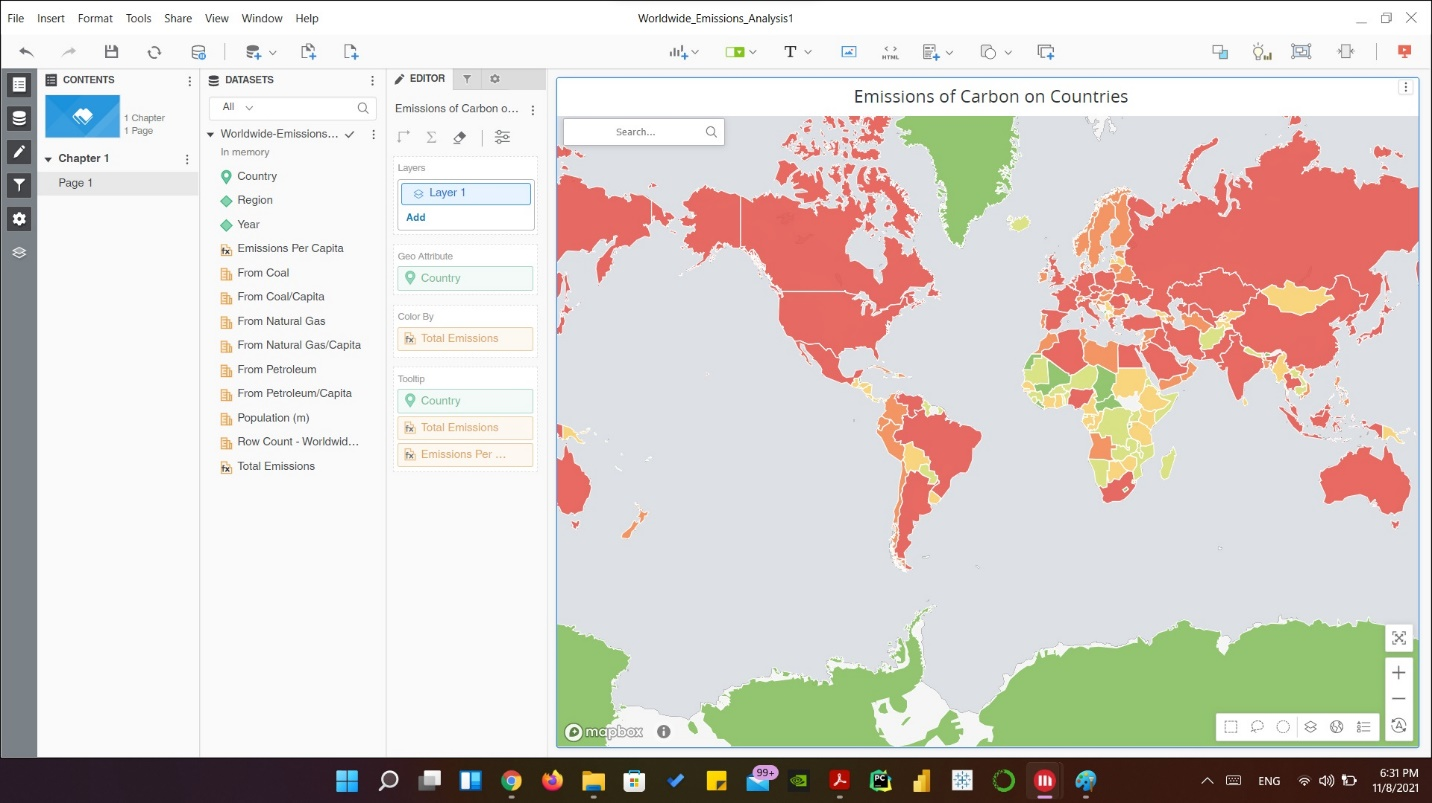 File Insert Format Tools Share View Window Help
Worldwide_Emissions_Analysis1
T
HTML
CONTENTS
1 Chapter
1 Page
Chapter 1
Page 1
DATASETS
All
Worldwide-Emissions...
In memory
Country
Region
Year
Emissions Per Capita
From Coal
From Coal/Capita
From Natural Gas
From Natural Gas/Capita
From Petroleum
From Petroleum/Capita
Population (m)
Row Count - Worldwid...
Total Emissions
EDITOR
Emissions of Carbon o...
Layers
Layer 1
Add
Geo Attribute
Country
Color By
Total Emissions
Tooltip
Country
Total Emissions
Emissions Per ...
Emissions of Carbon on Countries
Search...
mapbox
99+
PC
ENG
6:31 PM
11/8/2021